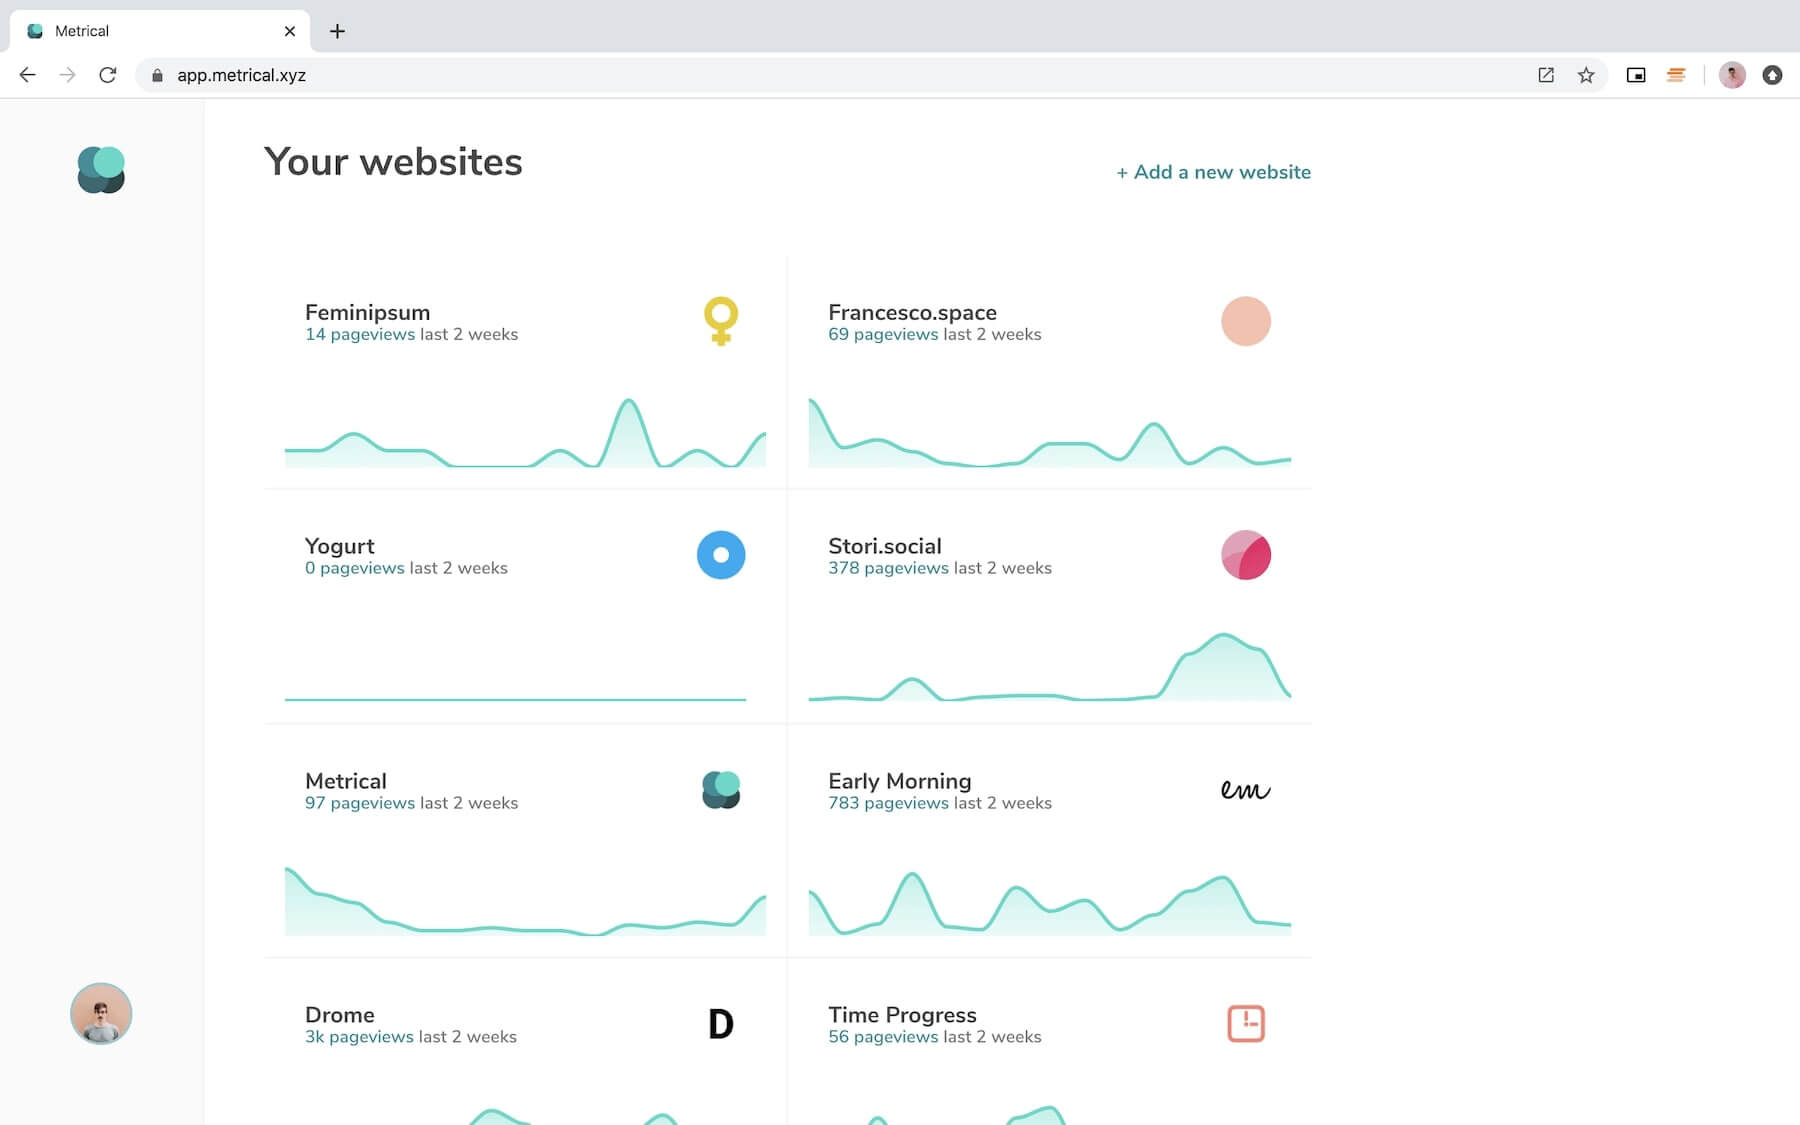 Metrical
app.metrical.xyz
Your websites
+ Add a new website
Feminipsum
14 pageviews last 2 weeks
Francesco.space
69 pageviews last 2 weeks
Yogurt
0 pageviews last 2 weeks
Stori.social
378 pageviews last 2 weeks
Metrical
97 pageviews last 2 weeks
Early Morning
783 pageviews last 2 weeks
em
Drome
3k pageviews last 2 weeks
D
Time Progress
56 pageviews last 2 weeks